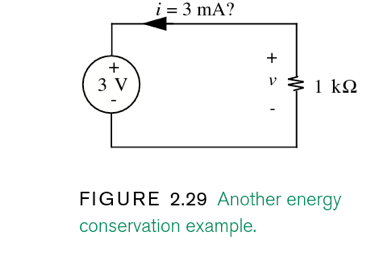 i = 3 mA?
+
3 V
-
+
v
-
1 kΩ
FIGURE 2.29 Another energy
conservation example.